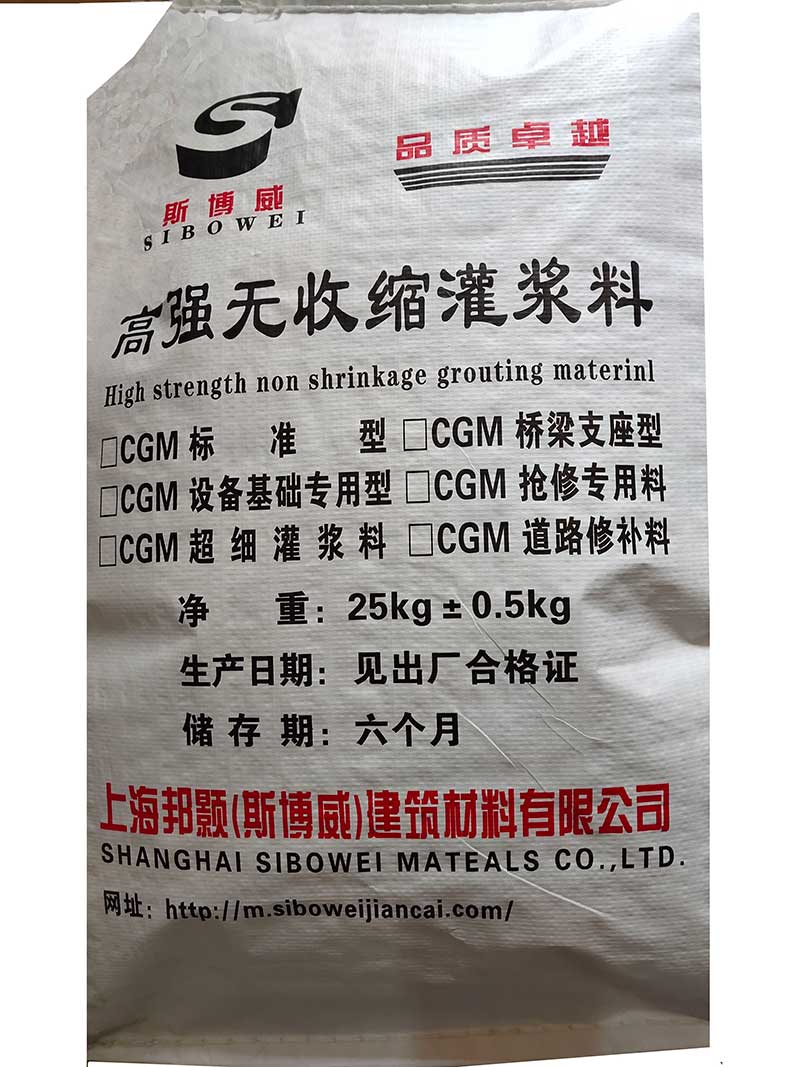 斯博威
SIBOWEI
品质卓越
高强无收缩灌浆料
High strength non shrinkage grouting materinl
□CGM 标准型 □CGM 桥梁支座型
□CGM 设备基础专用型 □CGM 抢修专用料
□CGM 超细灌浆料 □CGM 道路修补料
净重：25kg±0.5kg
生产日期：见出厂合格证
储存期：六个月
上海邦颢(斯博威)建筑材料有限公司
SHANGHAI SIBOWEI MATEALS CO.,LTD.
网址：http://m.siboweijiancai.com/